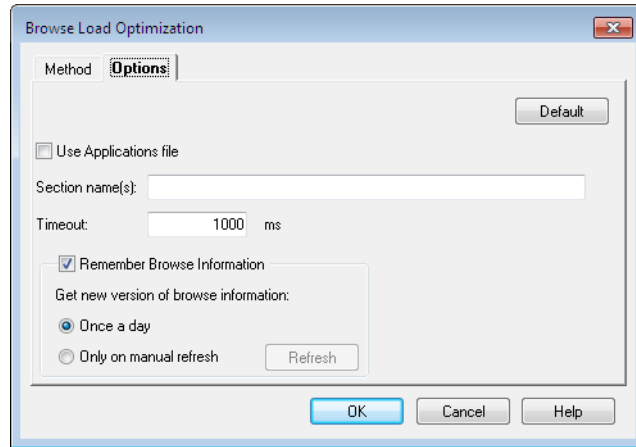 Browse Load Optimization
Method Options
Default
Use Applications file
Section name(s):
Timeout: 1000 ms
Remember Browse Information
Get new version of browse information:
Once a day
Only on manual refresh Refresh
OK Cancel Help